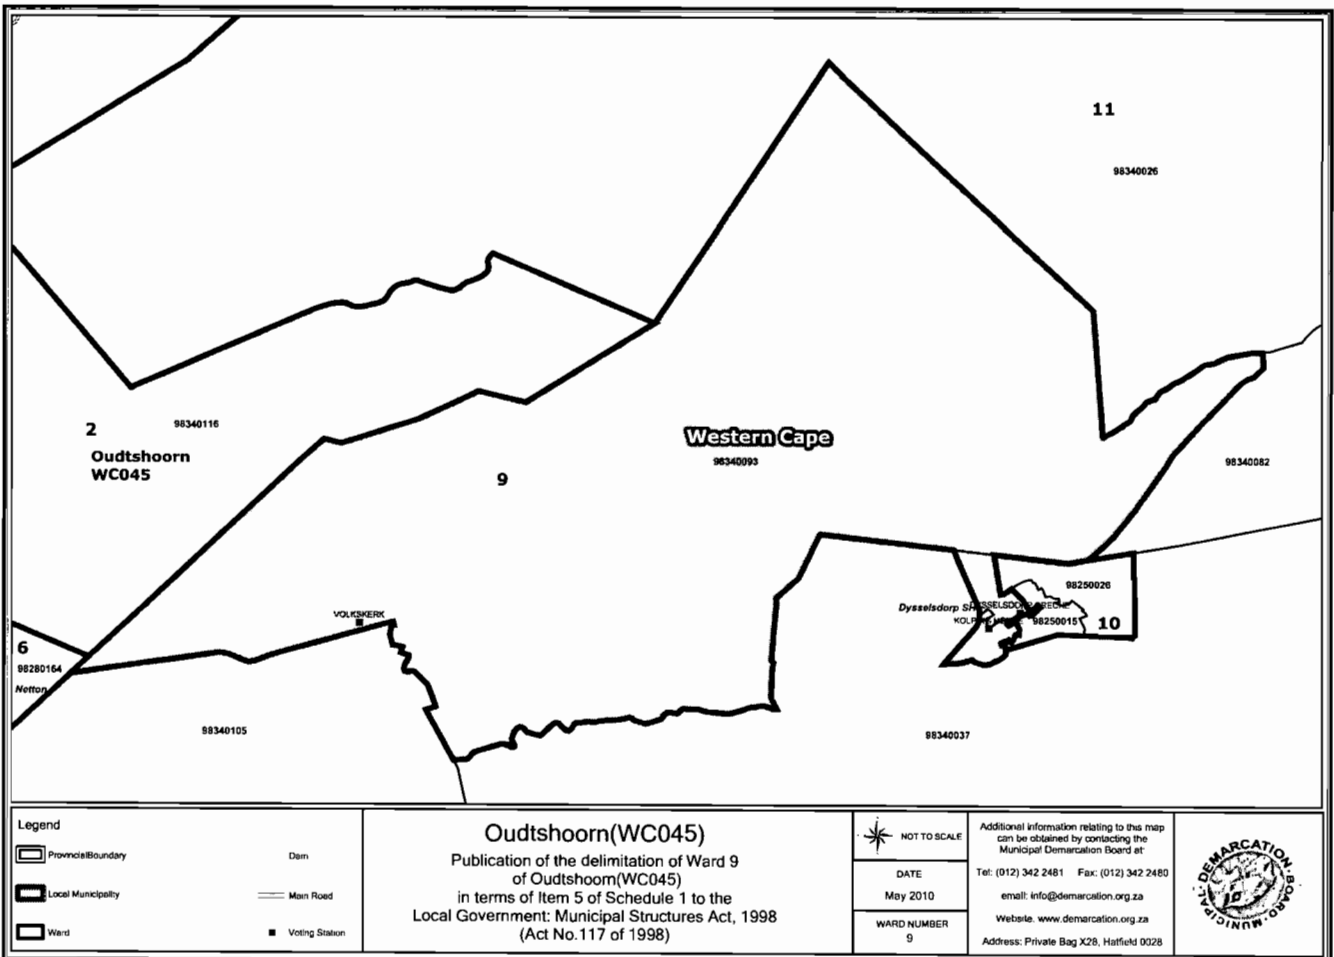 11
98340026
2
98340116
Oudtshoorn
WC045
Western Cape
98340093
9
98340082
98250026
VOLKSKERK
Dysselsdorp
98250015
10
6
98280164
Netton
98340105
98340037
Legend
ProvincialBoundary
Local Municipality
Ward
Dam
Main Road
Voting Station
Oudtshoorn(WC045)
Publication of the delimitation of Ward 9
of Oudtshoorn(WC045)
in terms of Item 5 of Schedule 1 to the
Local Government: Municipal Structures Act, 1998
(Act No.117 of 1998)
NOT TO SCALE
DATE
May 2010
WARD NUMBER
9
Additional information relating to this map
can be obtained by contacting the
Municipal Demarcation Board at
Tel: (012) 342 2481 Fax: (012) 342 2480
email: info@demarcation.org.za
Website. www.demarcation.org.za
Address: Private Bag X28, Hatfield 0028
MUNICIPAL DEMARCATION BOARD